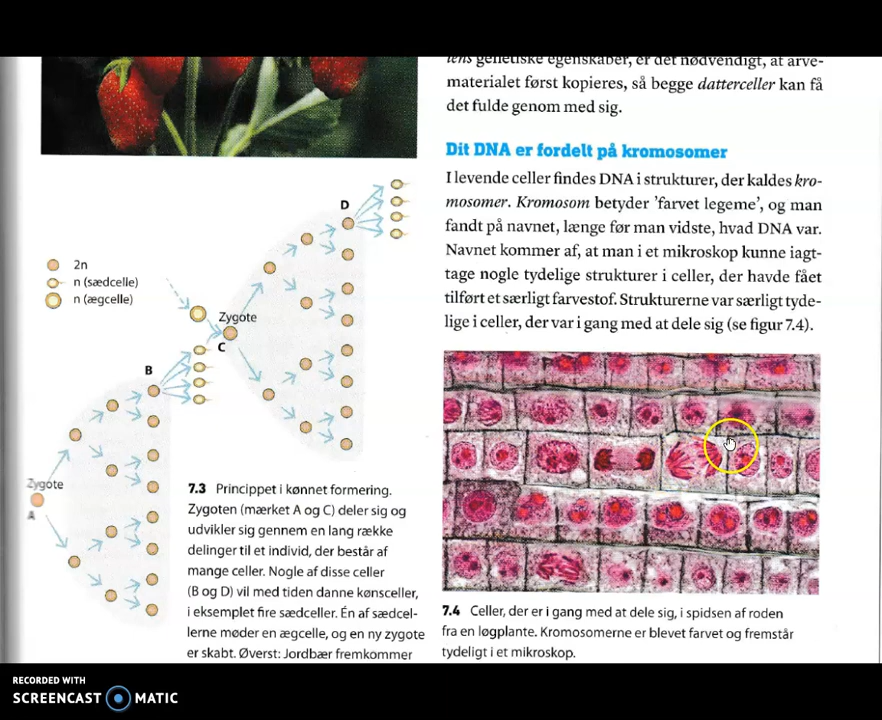 tens genetiske egenskaber, er det nødvendigt, at arve-
materialet først kopieres, så begge datterceller kan få
det fulde genom med sig.
Dit DNA er fordelt på kromosomer
I levende celler findes DNA i strukturer, der kaldes kro-
mosomer. Kromosom betyder 'farvet legeme', og man
fandt på navnet, længe før man vidste, hvad DNA var.
Navnet kommer af, at man i et mikroskop kunne iagt-
tage nogle tydelige strukturer i celler, der havde fået
tilført et særligt farvestof. Strukturerne var særligt tyde-
lige i celler, der var i gang med at dele sig (se figur 7.4).
D
2n
n (sædcelle)
n (ægcelle)
Zygote
C
B
Zygote
A
7.3 Princippet i kønnet formering.
Zygoten (mærket A og C) deler sig og
udvikler sig gennem en lang række
delinger til et individ, der består af
mange celler. Nogle af disse celler
(B og D) vil med tiden danne kønsceller,
i eksemplet fire sædceller. Én af sædcel-
lerne møder en ægcelle, og en ny zygote
er skabt. Øverst: Jordbær fremkommer
7.4 Celler, der er i gang med at dele sig, i spidsen af roden
fra en løgplante. Kromosomerne er blevet farvet og fremstår
tydeligt i et mikroskop.
RECORDED WITH
SCREENCAST MATIC